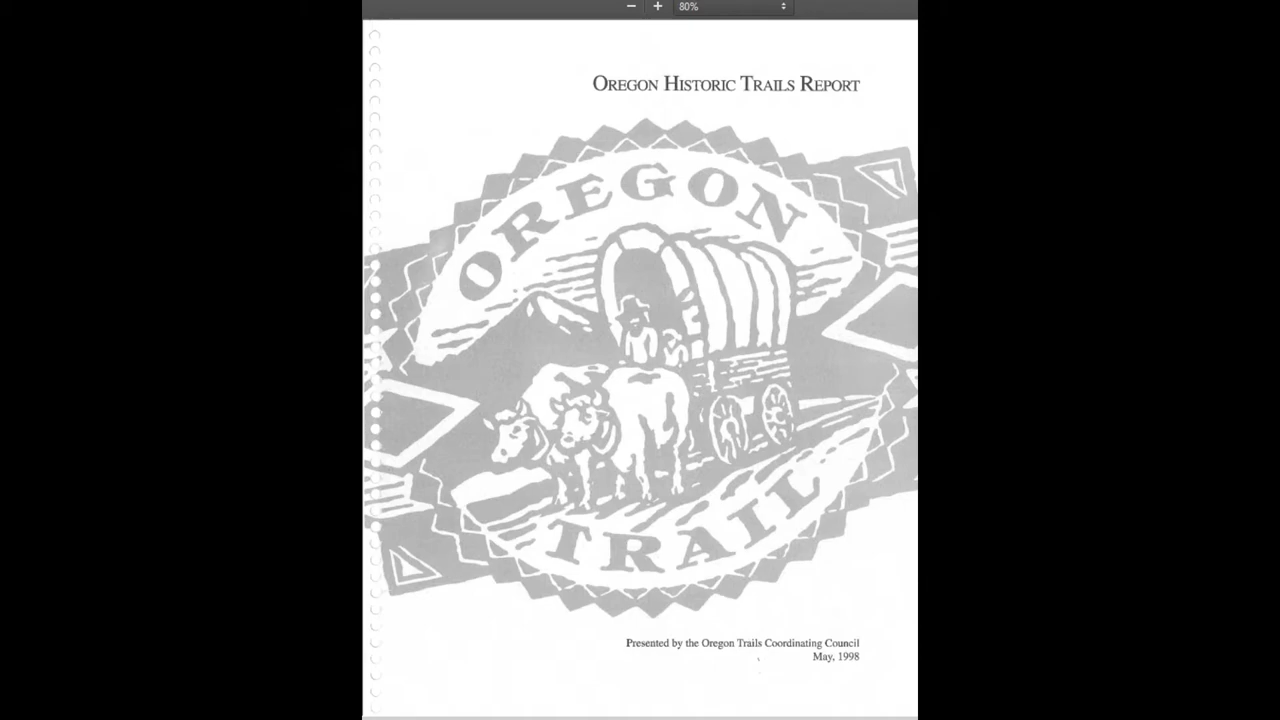 80%
OREGON HISTORIC TRAILS REPORT
OREGON
TRAIL
Presented by the Oregon Trails Coordinating Council
May, 1998